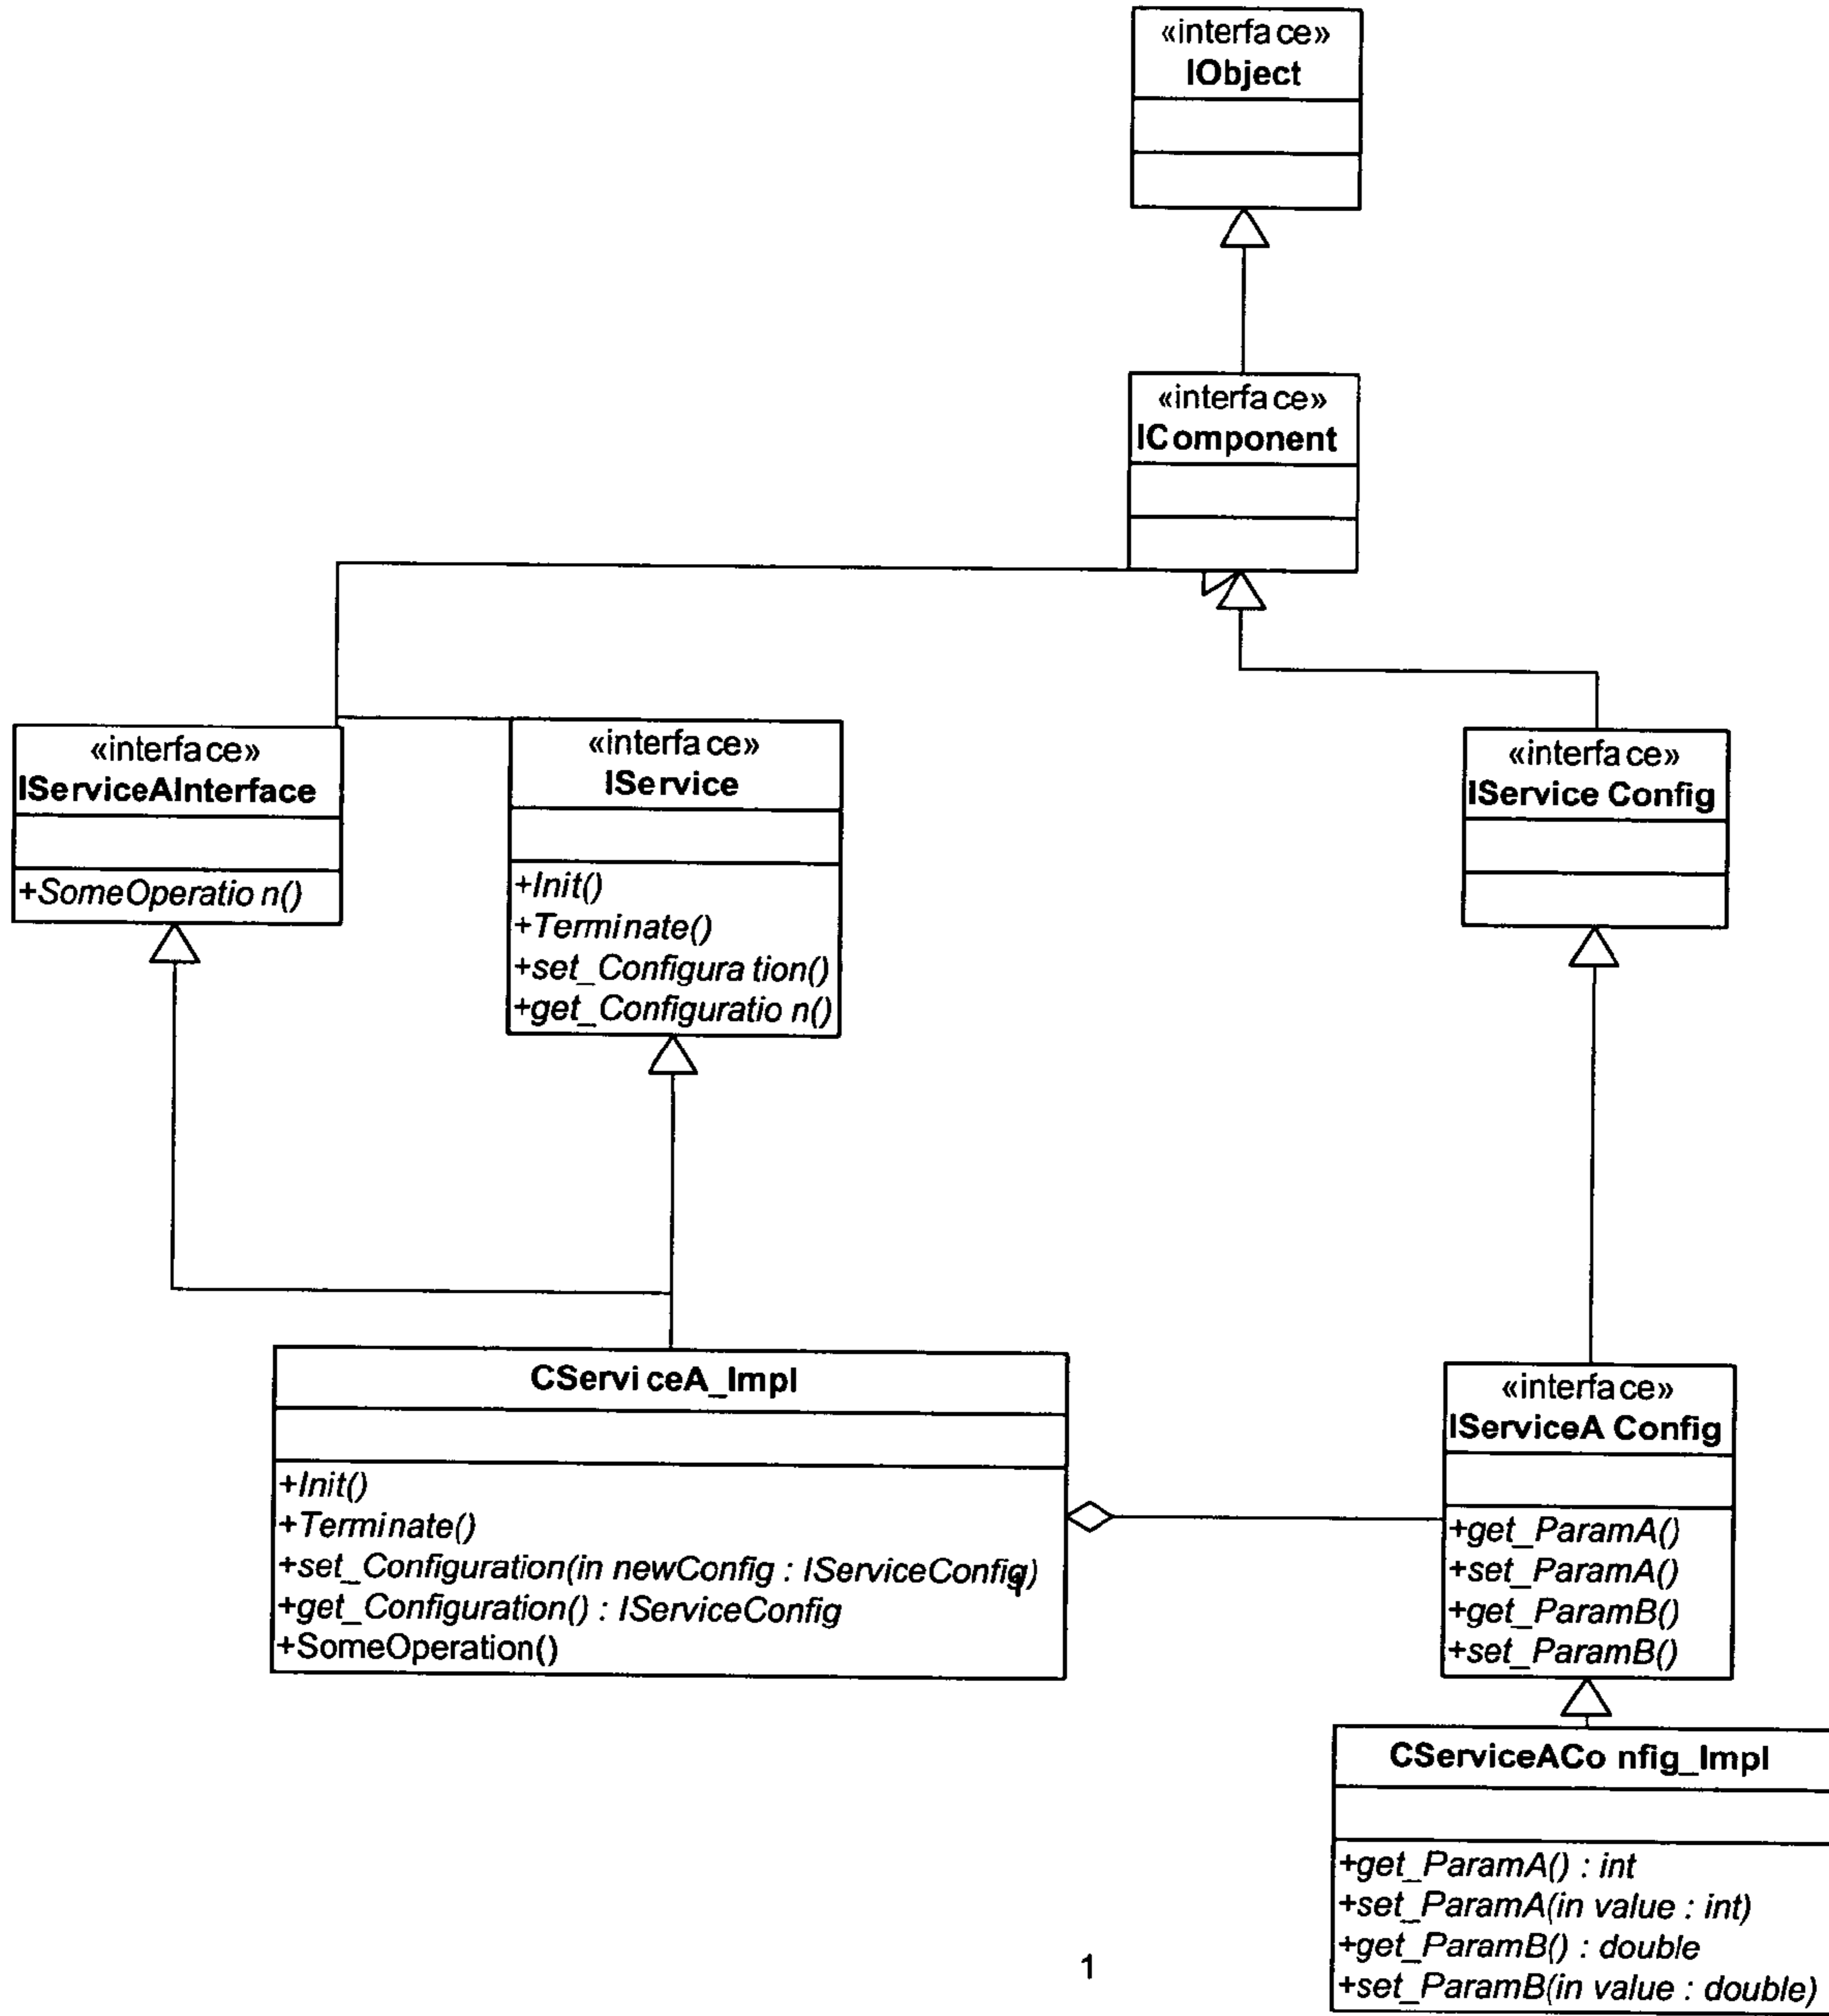 «interface»
IObject
«interface»
IComponent
«interface»
IServiceAInterface
+SomeOperation()
«interface»
IService
+Init()
+Terminate()
+set_Configuration()
+get_Configuration()
«interface»
IService Config
CServiceA_Impl
+Init()
+Terminate()
+set_Configuration(in newConfig : IServiceConfig)
+get_Configuration() : IServiceConfig
+SomeOperation()
1
«interface»
IServiceA Config
+get_ParamA()
+set_ParamA()
+get_ParamB()
+set_ParamB()
CServiceAConfig_Impl
+get_ParamA() : int
+set_ParamA(in value : int)
+get_ParamB() : double
+set_ParamB(in value : double)
1